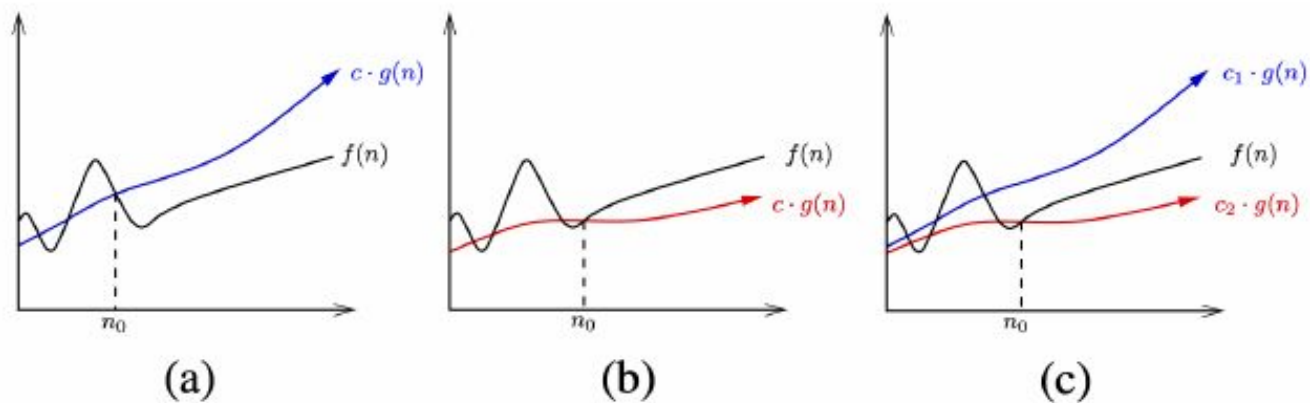 c · g(n)
f(n)
n₀
(a)
f(n)
c · g(n)
n₀
(b)
c₁ · g(n)
f(n)
c₂ · g(n)
n₀
(c)